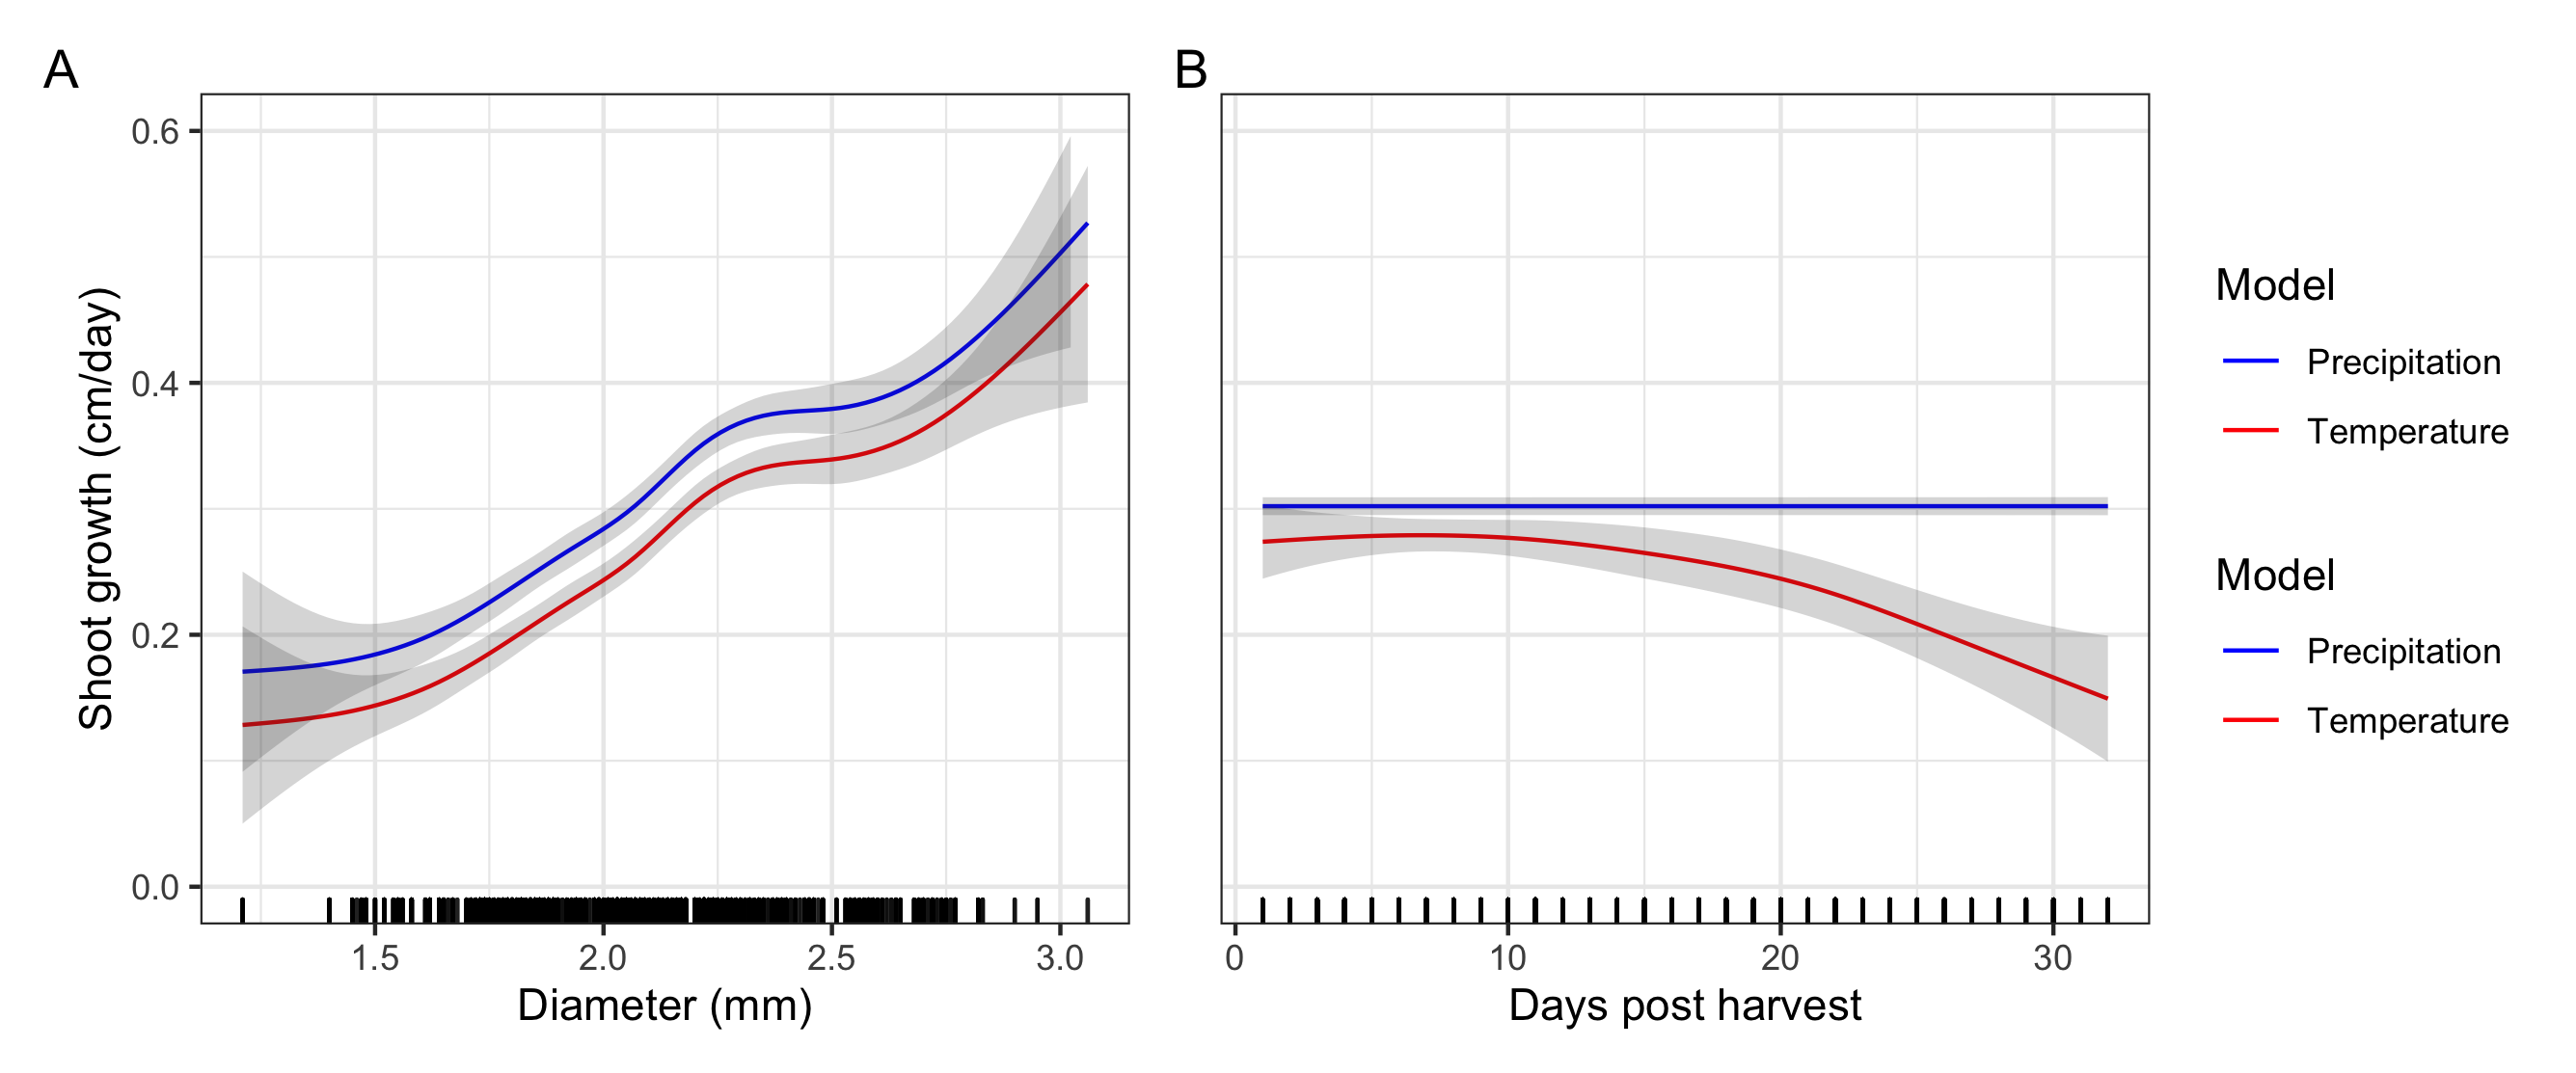 A
B
0.6
0.4
0.2
0.0
Shoot growth (cm/day)
1.5 2.0 2.5 3.0
Diameter (mm)
0 10 20 30
Days post harvest
Model
Precipitation
Temperature
Model
Precipitation
Temperature